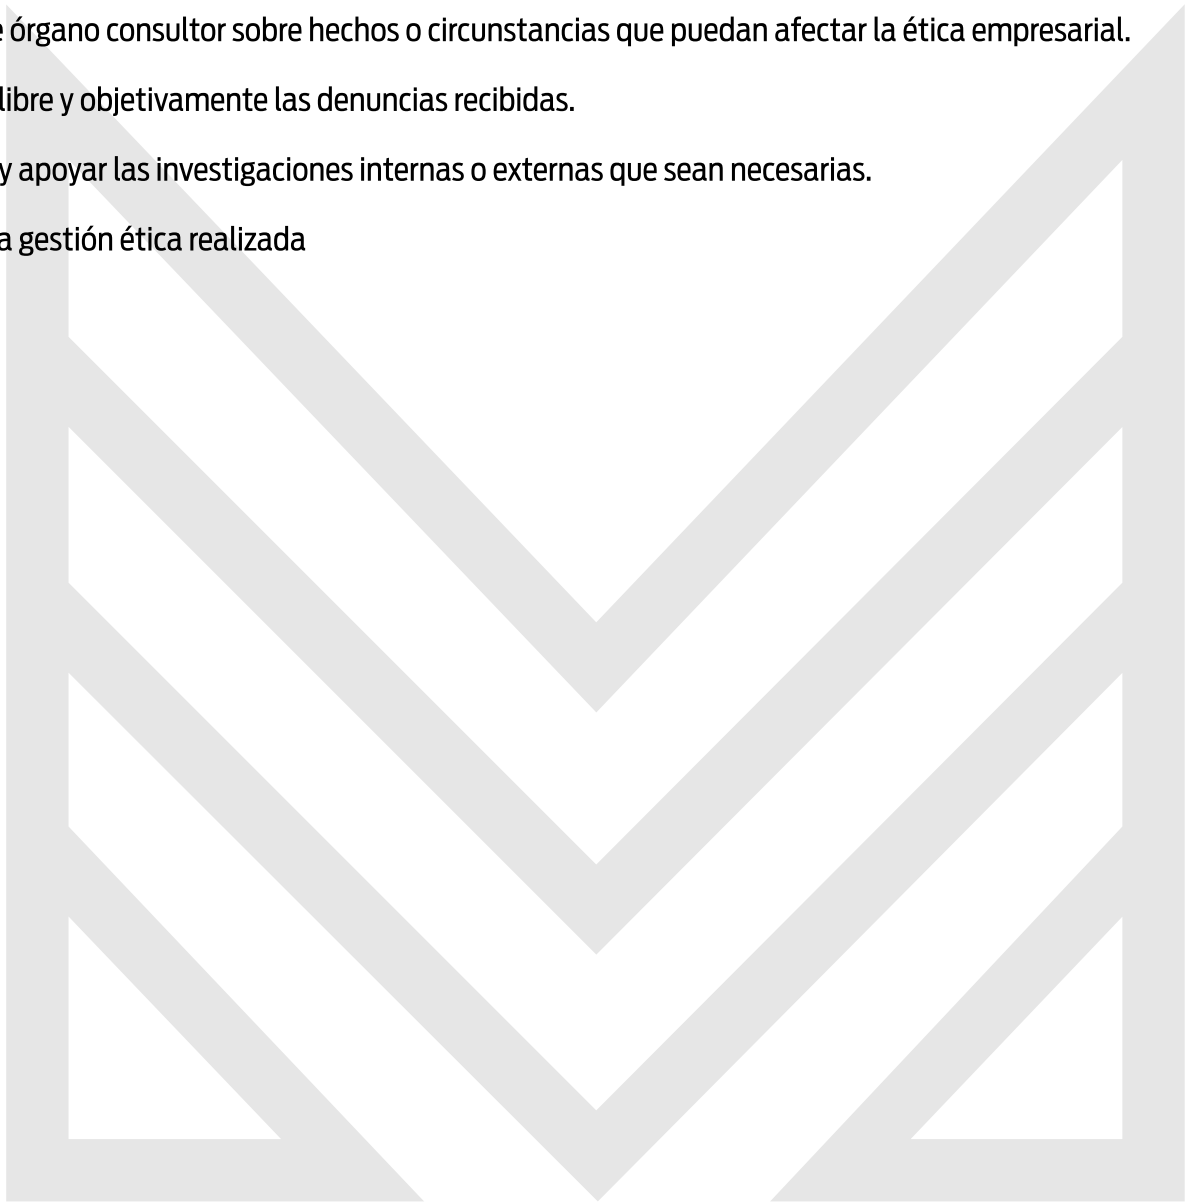 e órgano consultor sobre hechos o circunstancias que puedan afectar la ética empresarial.
libre y objetivamente las denuncias recibidas.
y apoyar las investigaciones internas o externas que sean necesarias.
a gestión ética realizada